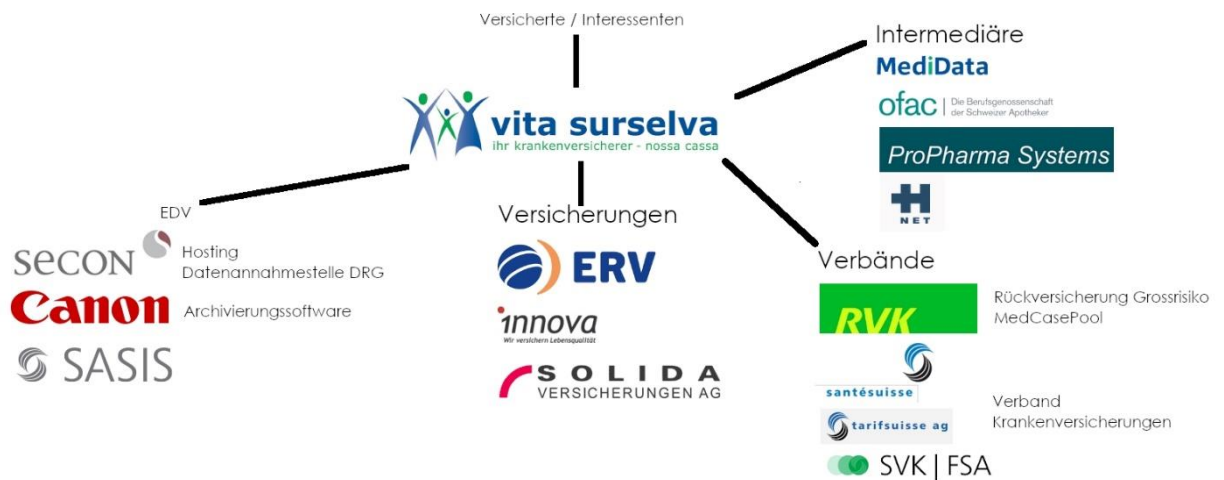 Versicherte / Interessenten
vita surselva
ihr krankenversicherer - nossa cassa
Intermediäre
MediData
ofac | Die Berufsgenossenschaft
der Schweizer Apotheker
ProPharma Systems
H
NET
EDV
secon
Hosting
Datenannahmestelle DRG
Canon
Archivierungssoftware
SASIS
Versicherungen
ERV
innova
Wir versichern Lebensqualität
SOLIDA
VERSICHERUNGEN AG
Verbände
RVK
Rückversicherung Grossrisiko
MedCasePool
santésuisse
tarifsuisse ag
Verband
Krankenversicherungen
SVK | FSA